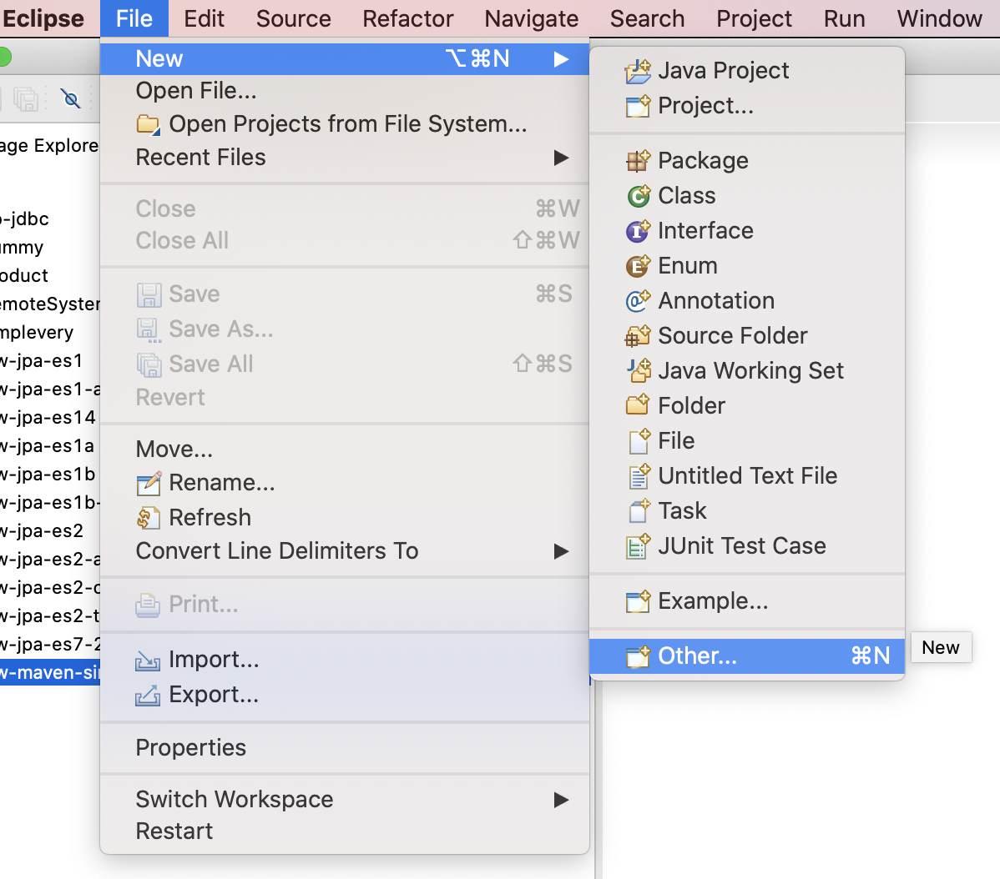 Eclipse File Edit Source Refactor Navigate Search Project Run Window
New ⌥⌘N ▶
Open File...
Open Projects from File System...
Recent Files ▶
Close ⌘W
Close All ⇧⌘W
Save ⌘S
Save As...
Save All ⇧⌘S
Revert
Move...
Rename...
Refresh
Convert Line Delimiters To ▶
Print...
Import...
Export...
Properties
Switch Workspace ▶
Restart
Java Project
Project...
Package
Class
Interface
Enum
Annotation
Source Folder
Java Working Set
Folder
File
Untitled Text File
Task
JUnit Test Case
Example...
Other... ⌘N
New
age Explore
-jdbc
mmy
oduct
emoteSyster
mplevery
w-jpa-es1
w-jpa-es1-a
w-jpa-es14
w-jpa-es1a
w-jpa-es1b
w-jpa-es1b-
w-jpa-es2
w-jpa-es2-a
w-jpa-es2-c
w-jpa-es2-t
w-jpa-es7-2
w-maven-si